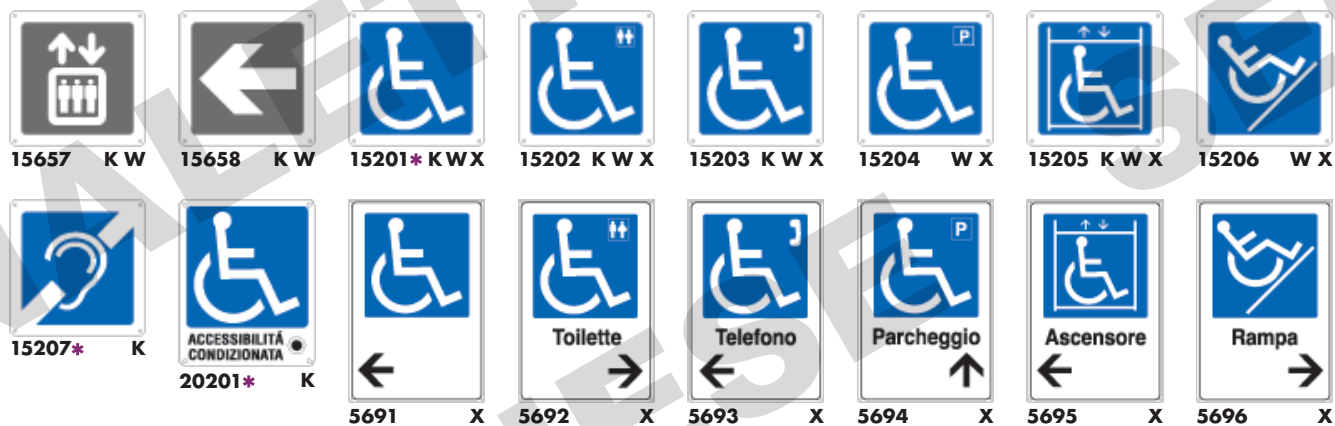 15657 K W
15658 K W
15201* K W X
15202 K W X
15203 K W X
P
15204 W X
15205 K W X
15206 W X
15207* K
ACCESSIBILITÁ
CONDIZIONATA
20201* K
5691 X
Toilette
5692 X
Telefono
5693 X
P
Parcheggio
5694 X
Ascensore
5695 X
Rampa
5696 X